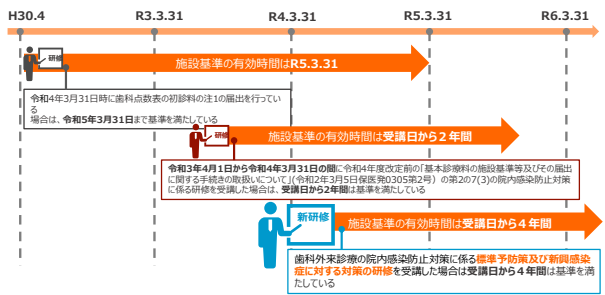 H30.4 R3.3.31 R4.3.31 R5.3.31 R6.3.31
研修
施設基準の有効時間はR5.3.31
令和4年3月31日時に歯科点数表の初診料の注1の届出を行ってい
る
場合は、令和5年3月31日まで基準を満たしている
研修
施設基準の有効時間は受講日から２年間
令和3年4月1日から令和4年3月31日の間に令和4年度改定前の「基本診療料の施設基準等及びその届出
に関する手続きの取扱いについて」(令和2年3月5日保医発0305第2号）の第2の7(3)の院内感染防止対策
に係る研修を受講した場合は、受講日から2年間は基準を満たしている
新研修
施設基準の有効時間は受講日から４年間
歯科外来診療の院内感染防止対策に係る標準予防策及び新興感染
症に対する対策の研修を受講した場合は受講日から４年間は基準を満
たしている